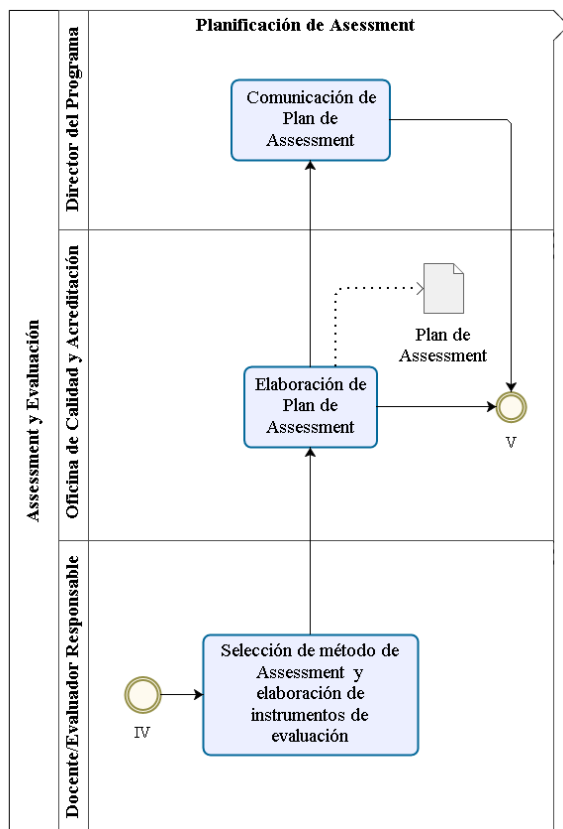 Planificación de Asessment
Assessment y Evaluación
Director del Programa
Comunicación de
Plan de
Assessment
Oficina de Calidad y Acreditación
Plan de
Assessment
Elaboración de
Plan de
Assessment
V
Docente/Evaluador Responsable
Selección de método de
Assessment y
elaboración de
instrumentos de
evaluación
IV